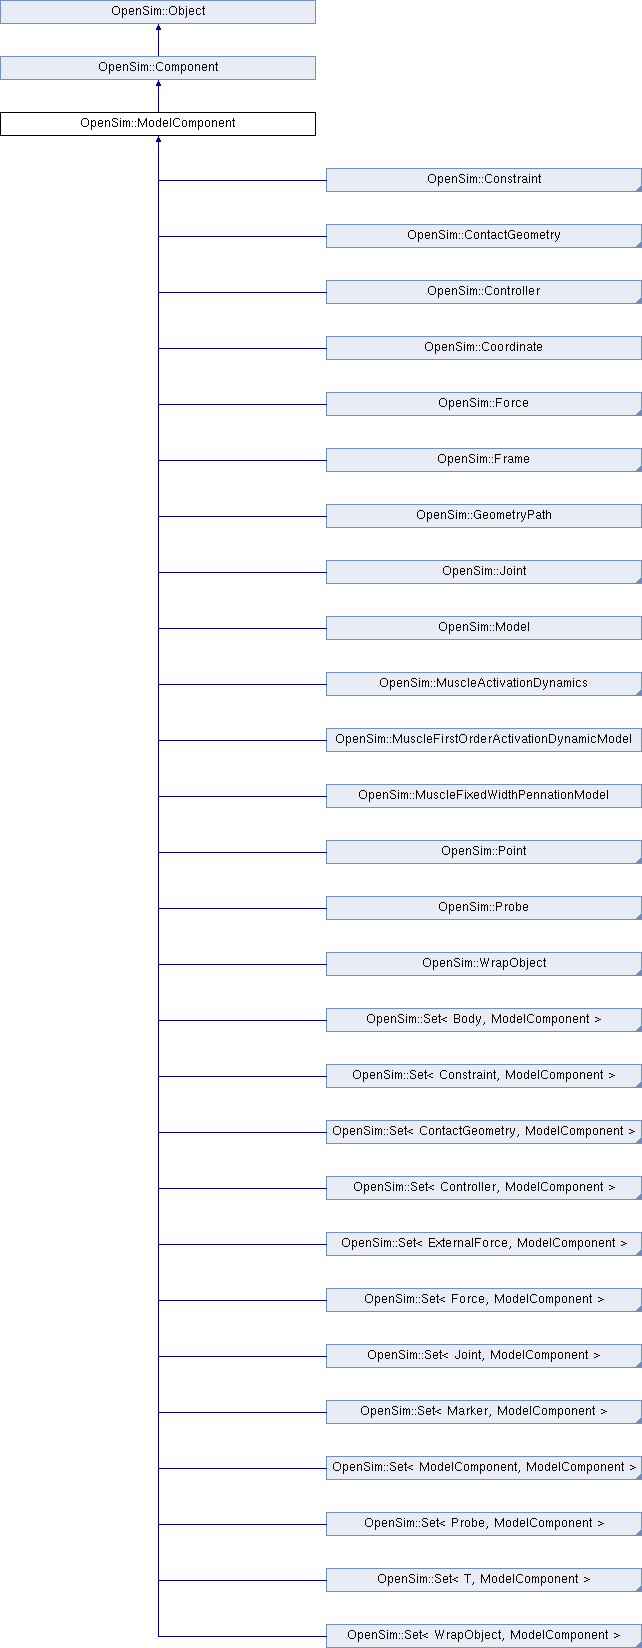 OpenSim::Object
OpenSim::Component
OpenSim::ModelComponent
OpenSim::Constraint
OpenSim::ContactGeometry
OpenSim::Controller
OpenSim::Coordinate
OpenSim::Force
OpenSim::Frame
OpenSim::GeometryPath
OpenSim::Joint
OpenSim::Model
OpenSim::MuscleActivationDynamics
OpenSim::MuscleFirstOrderActivationDynamicModel
OpenSim::MuscleFixedWidthPennationModel
OpenSim::Point
OpenSim::Probe
OpenSim::WrapObject
OpenSim::Set< Body, ModelComponent >
OpenSim::Set< Constraint, ModelComponent >
OpenSim::Set< ContactGeometry, ModelComponent >
OpenSim::Set< Controller, ModelComponent >
OpenSim::Set< ExternalForce, ModelComponent >
OpenSim::Set< Force, ModelComponent >
OpenSim::Set< Joint, ModelComponent >
OpenSim::Set< Marker, ModelComponent >
OpenSim::Set< ModelComponent, ModelComponent >
OpenSim::Set< Probe, ModelComponent >
OpenSim::Set< T, ModelComponent >
OpenSim::Set< WrapObject, ModelComponent >